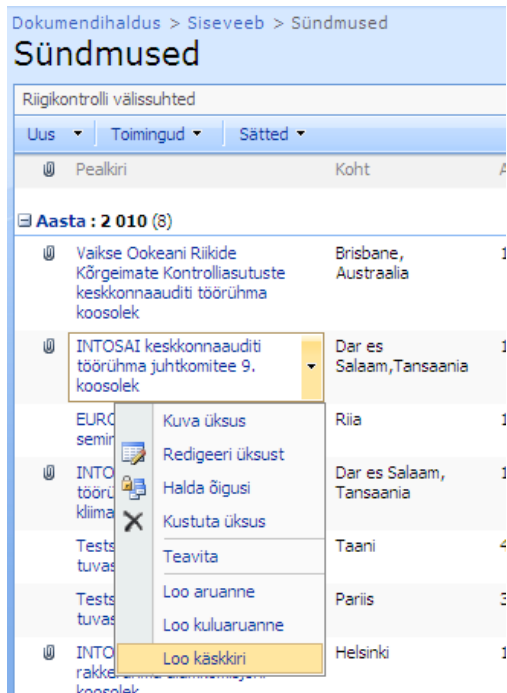 Dokumendihaldus > Siseveeb > Sündmused
Sündmused
Riigikontrolli välissuhted
Uus Toimingud Sätted
Pealkiri Koht
Aasta : 2 010 (8)
Vaikse Ookeani Riikide Brisbane,
Kõrgeimate Kontrolliasutuste Austraalia
keskkonnaauditi töörühma
koosolek
INTOSAI keskkonnaauditi Dar es
töörühma juhtkomitee 9. Salaam,Tansaania
koosolek
Riia
Dar es Salaam,
Tansaania
Taani
Pariis
Helsinki
Kuva üksus
Redigeeri üksust
Halda õigusi
Kustuta üksus
Teavita
Loo aruanne
Loo kuluaruanne
Loo käskkiri
koosolek